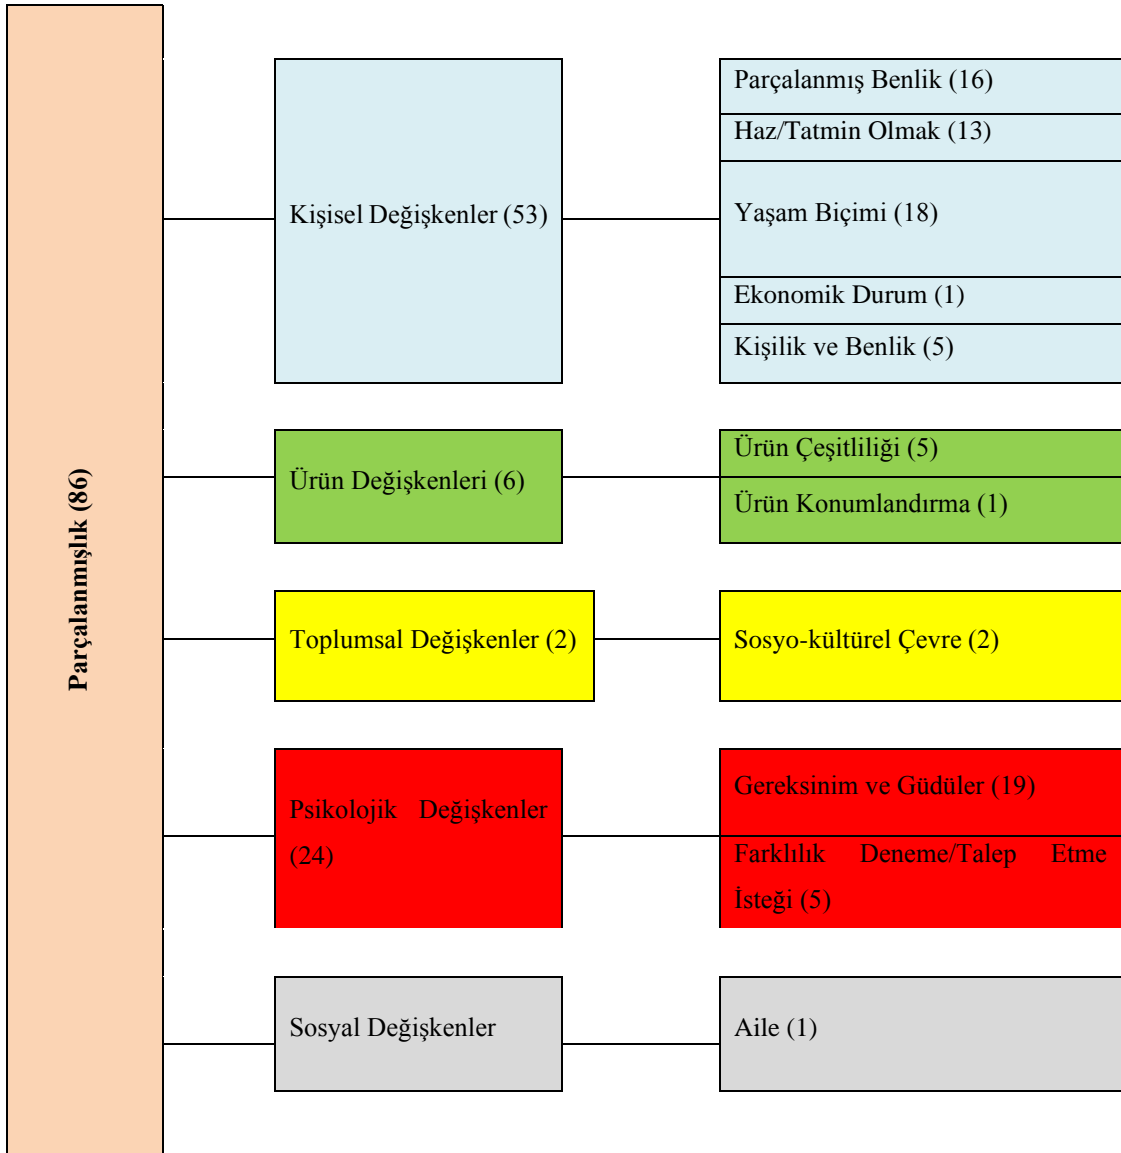 Parçalanmışlık (86)
Kişisel Değişkenler (53)
Parçalanmış Benlik (16)
Haz/Tatmin Olmak (13)
Yaşam Biçimi (18)
Ekonomik Durum (1)
Kişilik ve Benlik (5)
Ürün Değişkenleri (6)
Ürün Çeşitliliği (5)
Ürün Konumlandırma (1)
Toplumsal Değişkenler (2)
Sosyo-kültürel Çevre (2)
Psikolojik Değişkenler
(24)
Gereksinim ve Güdüler (19)
Farklılık Deneme/Talep Etme
İsteği (5)
Sosyal Değişkenler
Aile (1)